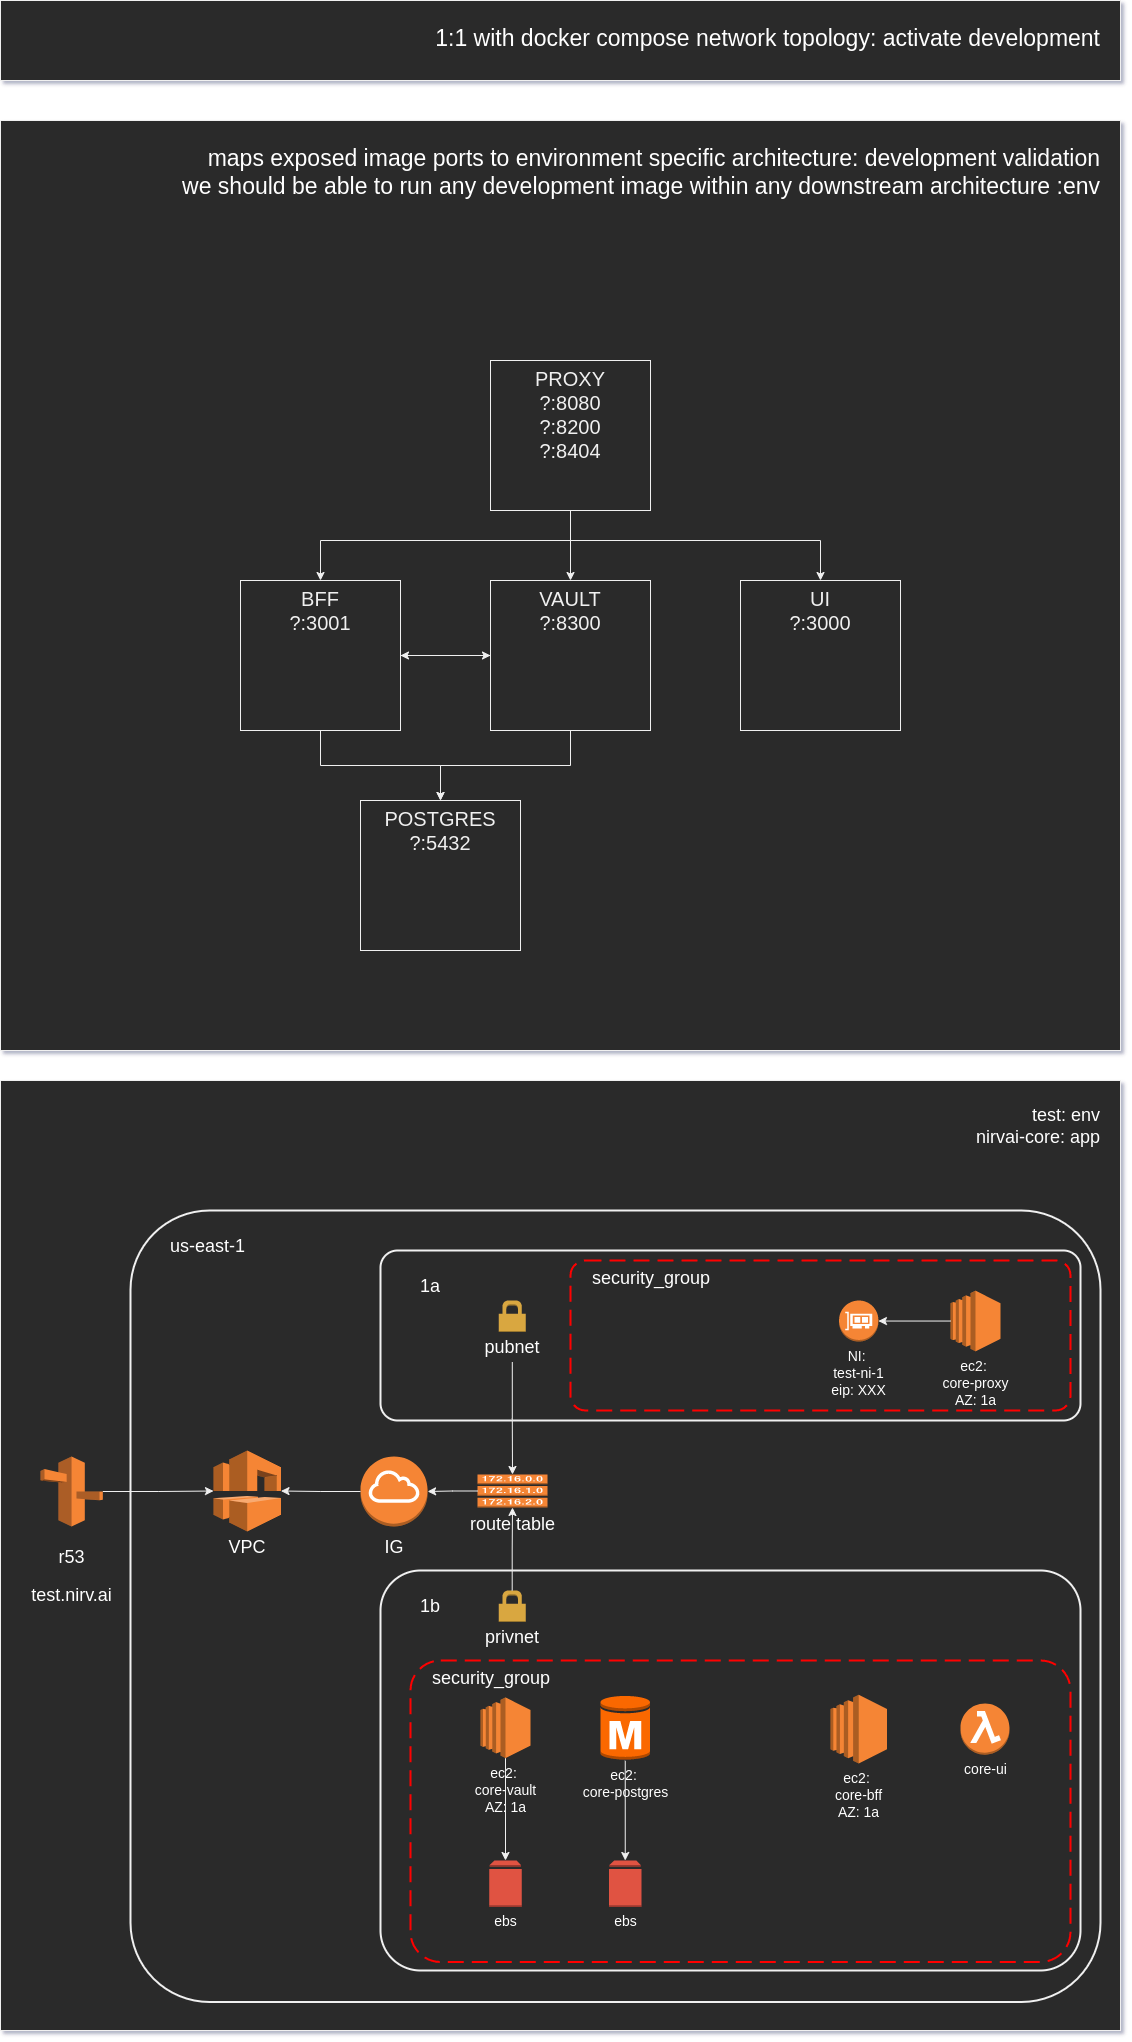 1:1 with docker compose network topology: activate development
maps exposed image ports to environment specific architecture: development validation
we should be able to run any development image within any downstream architecture :env
PROXY
?:8080
?:8200
?:8404
BFF
?:3001
VAULT
?:8300
UI
?:3000
POSTGRES
?:5432
test: env
nirvai-core: app
us-east-1
1a
security_group
pubnet
NI:
test-ni-1
eip: XXX
ec2:
core-proxy
AZ: 1a
172.16.0.0
172.16.1.0
172.16.2.0
route table
r53
test.nirv.ai
VPC
IG
1b
privnet
security_group
M
ec2:
core-vault
AZ: 1a
ec2:
core-postgres
ec2:
core-bff
AZ: 1a
λ
core-ui
ebs
ebs